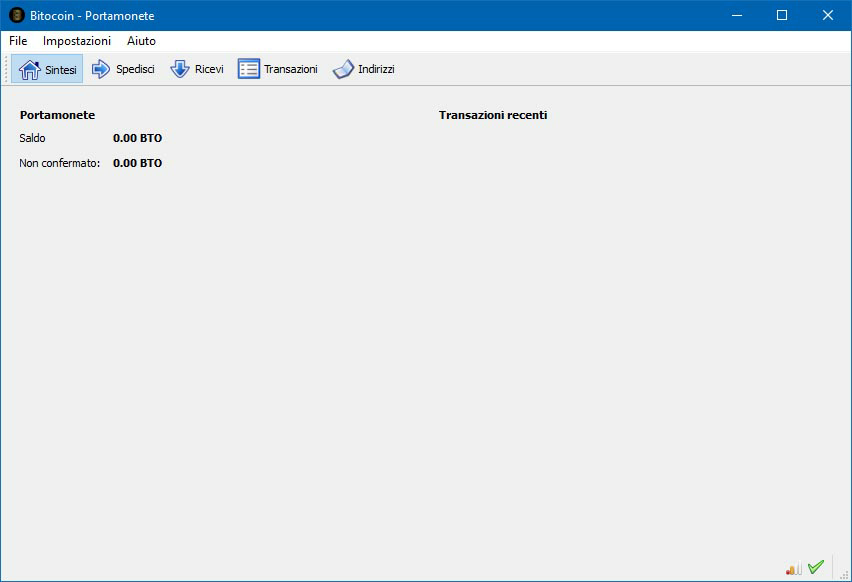 Bitocoin - Portamonete
File Impostazioni Aiuto
Sintesi Spedisci Ricevi Transazioni Indirizzi
Portamonete Transazioni recenti
Saldo 0.00 BTO
Non confermato: 0.00 BTO